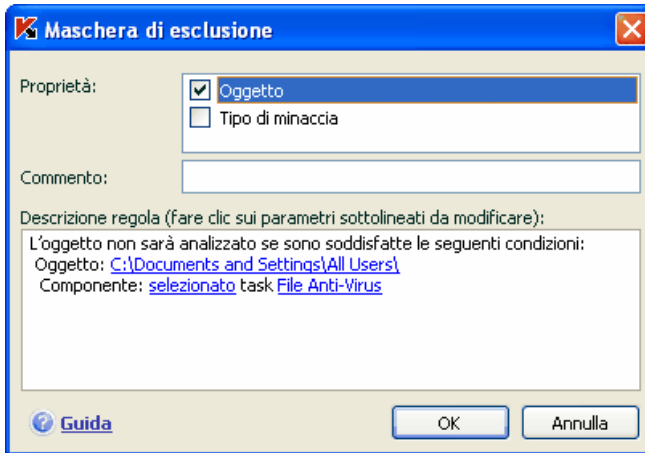 Maschera di esclusione
Proprietà:
Oggetto
Tipo di minaccia
Commento:
Descrizione regola (fare clic sui parametri sottolineati da modificare):
L'oggetto non sarà analizzato se sono soddisfatte le seguenti condizioni:
Oggetto: C:\Documents and Settings\All Users\
Componente: selezionato task File Anti-Virus
Guida
OK
Annulla